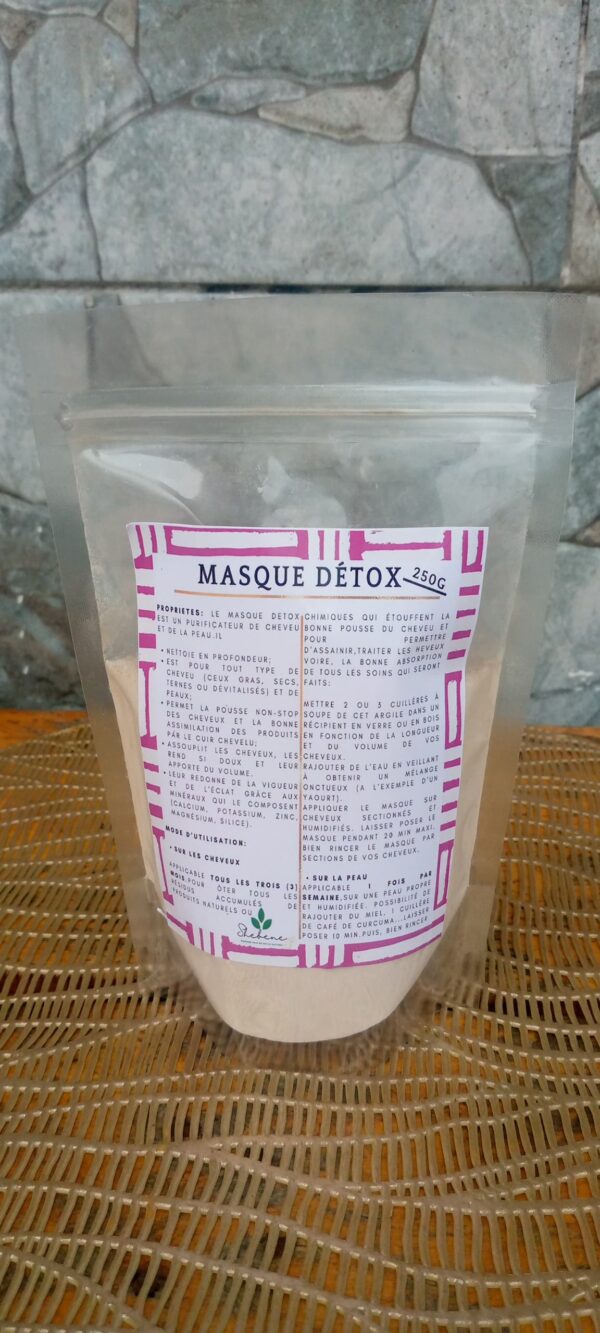 MASQUE DÉTOX 250G
PROPRIETES: LE MASQUE DETOX
EST UN PURIFICATEUR DE CHEVEU
ET DE LA PEAU.IL
• NETTOIE EN PROFONDEUR;
• EST POUR TOUT TYPE DE
CHEVEU (CEUX GRAS, SECS,
TERNES OU DÉVITALISÉS) ET DE
PEAUX;
• PERMET LA POUSSE NON-STOP
DES CHEVEUX ET LA BONNE
ASSIMILATION DES PRODUITS
PAR LE CUIR CHEVELU;
• ASSOUPLIT LES CHEVEUX, LES
REND SI DOUX ET LEUR
APPORTE DU VOLUME.
• LEUR REDONNE DE LA VIGUEUR
ET DE L'ÉCLAT GRÂCE AUX
MINÉRAUX QUI LE COMPOSENT
(CALCIUM, POTASSIUM, ZINC,
MAGNÉSIUM, SILICE).
MODE D'UTILISATION:
• SUR LES CHEVEUX
APPLICABLE TOUS LES TROIS (3)
MOIS POUR ÔTER TOUS LES
RÉSIDUS ACCUMULÉS DE
PRODUITS NATURELS OU
Shebene
CHIMIQUES QUI ÉTOUFFENT LA
BONNE POUSSE DU CHEVEU ET
POUR PERMETTRE
D'ASSAINIR,TRAITER LES HEVEUX
VOIRE, LA BONNE ABSORPTION
DE TOUS LES SOINS QUI SERONT
FAITS:
METTRE 2 OU 3 CUILLÈRES À
SOUPE DE CET ARGILE DANS UN
RÉCIPIENT EN VERRE OU EN BOIS
EN FONCTION DE LA LONGUEUR
ET DU VOLUME DE VOS
CHEVEUX.
RAJOUTER DE L'EAU EN VEILLANT
À OBTENIR UN MÉLANGE
ONCTUEUX (A L'EXEMPLE D'UN
YAOURT).
APPLIQUER LE MASQUE SUR
CHEVEUX SECTIONNÉS ET
HUMIDIFIÉS. LAISSER POSER LE
MASQUE PENDANT 20 MIN MAXI,
BIEN RINCER LE MASQUE PAR
SECTIONS DE VOS CHEVEUX.
• SUR LA PEAU
APPLICABLE 1 FOIS PAR
SEMAINE,SUR UNE PEAU PROPRE
ET HUMIDIFIÉE. POSSIBILITÉ DE
RAJOUTER DU MIEL, 1 CUILLÈRE
DE CAFÉ DE CURCUMA...LAISSER
POSER 10 MIN.PUIS, BIEN RINCER